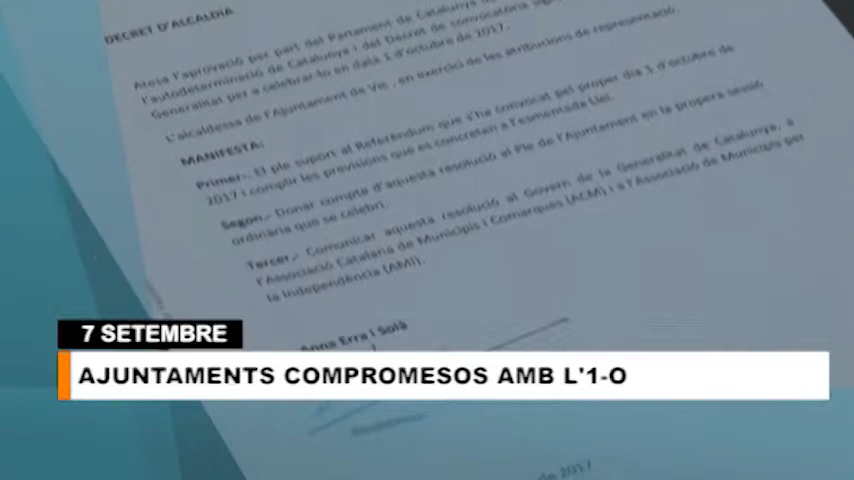 DECRET D'ALCALDIA
Atesa l'aprovació per part del Parlament de Catalunya de
l'autodeterminació de Catalunya i del Decret de convocatòria
Generalitat per a celebrar-lo en data 1 d'octubre de 2017.
L'alcaldessa de l'Ajuntament de Vic , en exercici de les atribucions de representació,
MANIFESTA:
Primer.- El ple suport al Referèndum que s'ha convocat pel proper dia 1 d'octubre de
2017 i complir les previsions que es concreten a l'esmentada Llei.
Segon.- Donar compte d'aquesta resolució al Ple de l'Ajuntament en la propera sessió
ordinària que se celebri.
Tercer.- Comunicar aquesta resolució al Govern de la Generalitat de Catalunya, a
l'Associació Catalana de Municipis i Comarques (ACM) i a l'Associació de Municipis per
la Independència (AMI).
Anna Erra i Solà
7 SETEMBRE
AJUNTAMENTS COMPROMESOS AMB L'1-O
de 2017